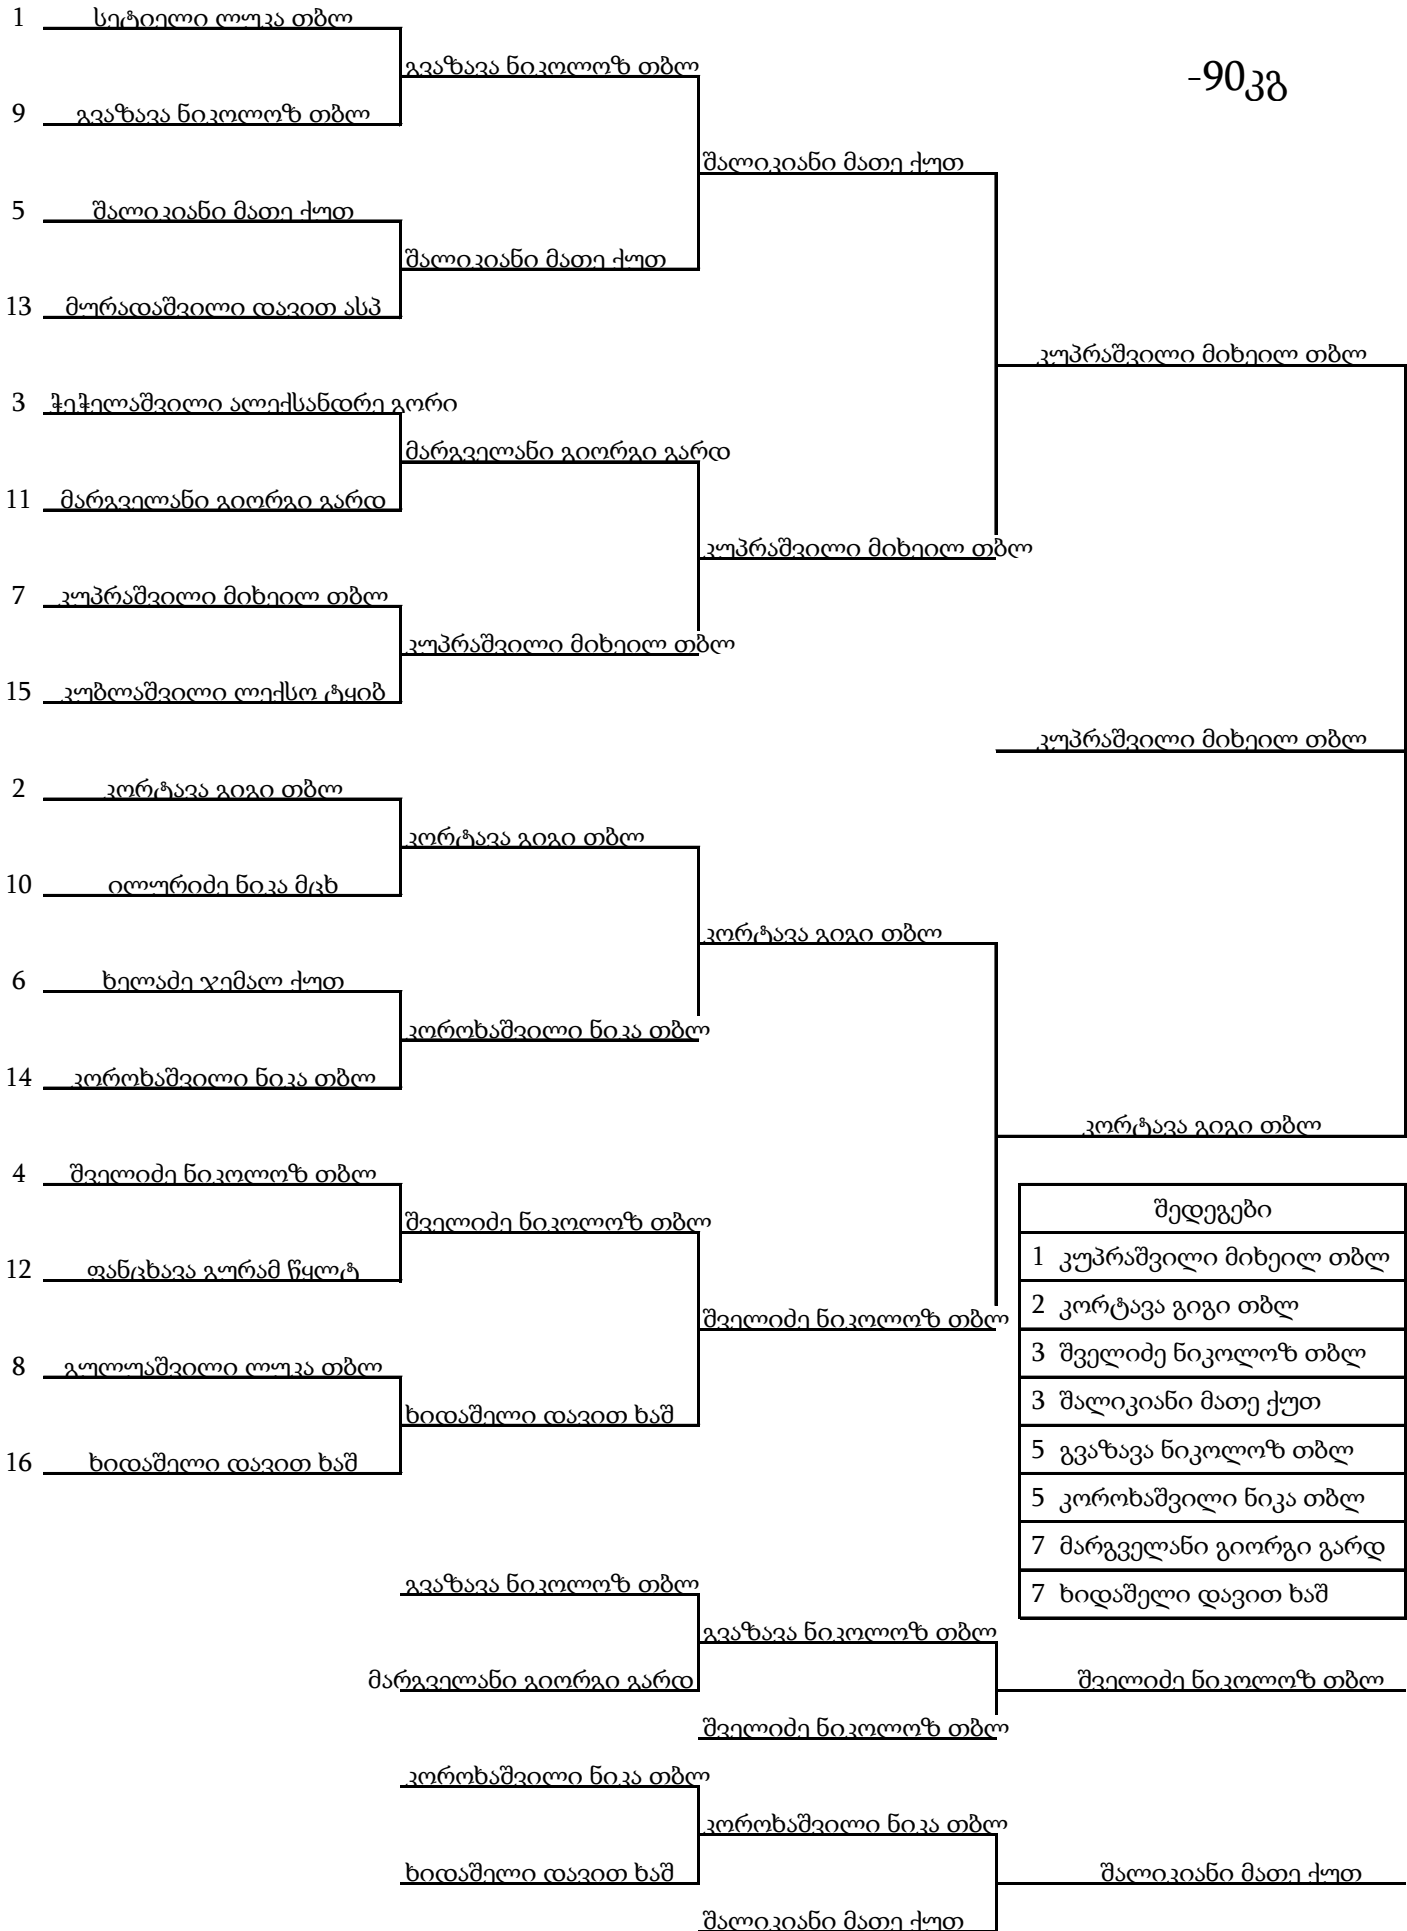 1 სეტიელი ლუკა თბლ
გვაზავა ნიკოლოზ თბლ
-90კგ
9 გვაზავა ნიკოლოზ თბლ
შალიკიანი მათე ქუთ
5 შალიკიანი მათე ქუთ
შალიკიანი მათე ქუთ
13 მურადაშვილი დავით ასპ
კუპრაშვილი მიხეილ თბლ
3 ჭეჭელაშვილი ალექსანდრე გორი
მარგველანი გიორგი გარდ
11 მარგველანი გიორგი გარდ
კუპრაშვილი მიხეილ თბლ
7 კუპრაშვილი მიხეილ თბლ
კუპრაშვილი მიხეილ თბლ
15 კუბლაშვილი ლექსო ტყიბ
კუპრაშვილი მიხეილ თბლ
2 კორტავა გიგი თბლ
კორტავა გიგი თბლ
10 ილურიძე ნიკა მცხ
კორტავა გიგი თბლ
6 ხელაძე ჯემალ ქუთ
კოროხაშვილი ნიკა თბლ
14 კოროხაშვილი ნიკა თბლ
კორტავა გიგი თბლ
4 შველიძე ნიკოლოზ თბლ
შველიძე ნიკოლოზ თბლ
12 ფანცხავა გურამ წყლტ
შველიძე ნიკოლოზ თბლ
8 გულუაშვილი ლუკა თბლ
ხიდაშელი დავით ხაშ
16 ხიდაშელი დავით ხაშ
შედეგები
1 კუპრაშვილი მიხეილ თბლ
2 კორტავა გიგი თბლ
3 შველიძე ნიკოლოზ თბლ
3 შალიკიანი მათე ქუთ
5 გვაზავა ნიკოლოზ თბლ
5 კოროხაშვილი ნიკა თბლ
7 მარგველანი გიორგი გარდ
7 ხიდაშელი დავით ხაშ
გვაზავა ნიკოლოზ თბლ
გვაზავა ნიკოლოზ თბლ
მარგველანი გიორგი გარდ
შველიძე ნიკოლოზ თბლ
შველიძე ნიკოლოზ თბლ
კოროხაშვილი ნიკა თბლ
კოროხაშვილი ნიკა თბლ
ხიდაშელი დავით ხაშ
შალიკიანი მათე ქუთ
შალიკიანი მათე ქუთ